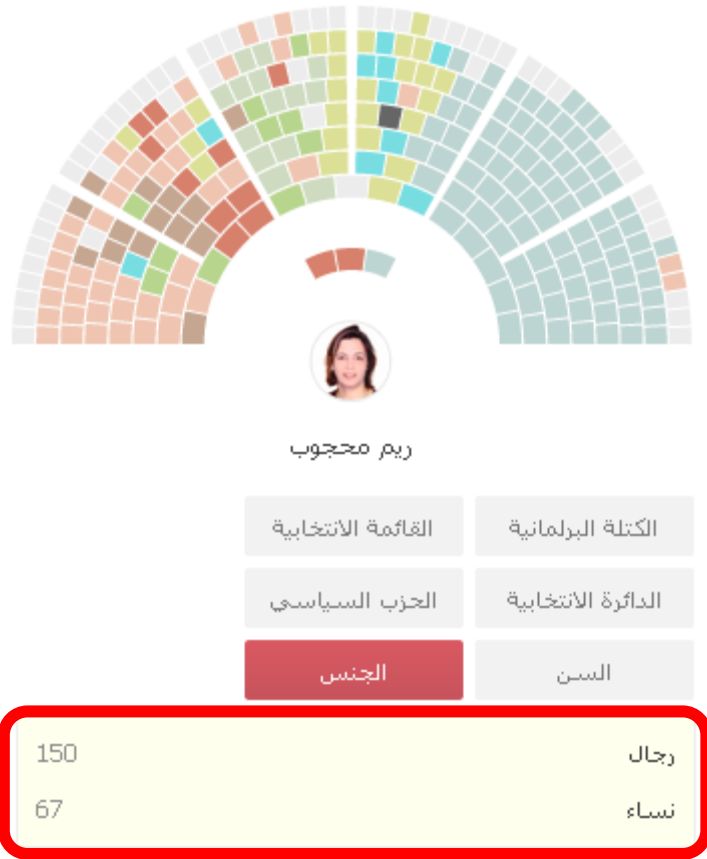 ريم محجوب
الكتلة البرلمانية
القائمة الانتخابية
الدائرة الانتخابية
الحزب السياسي
السن
الجنس
رجال 150
نساء 67